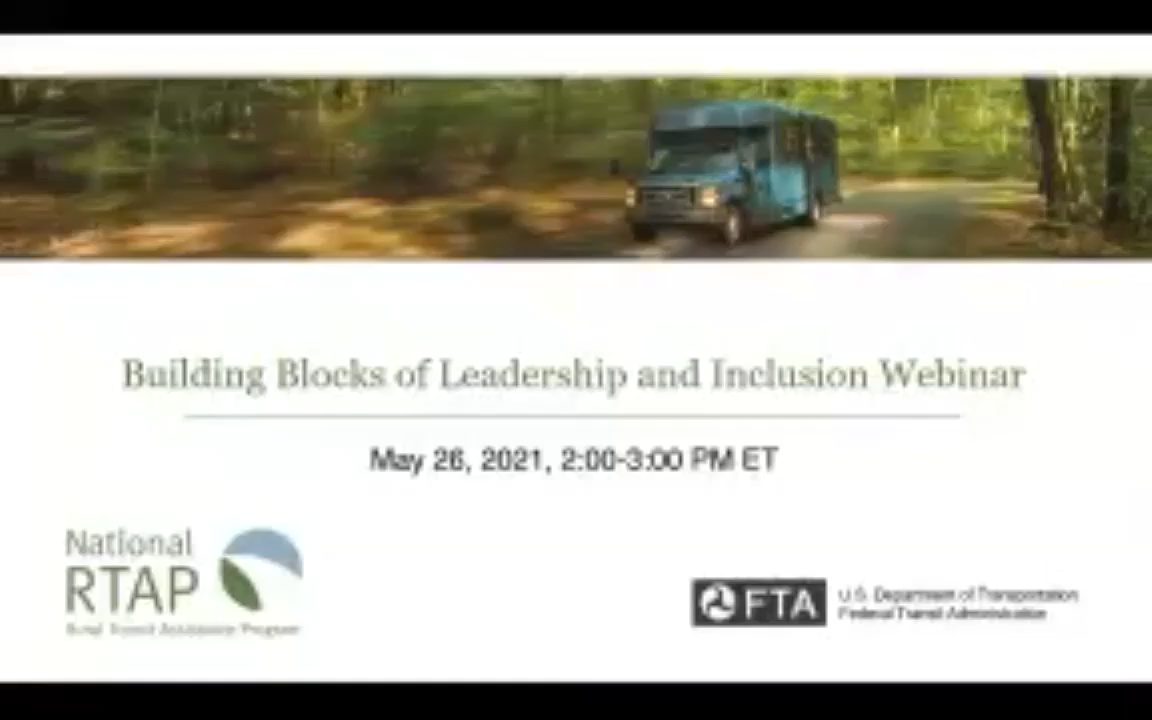 Building Blocks of Leadership and Inclusion Webinar
May 26, 2021, 2:00-3:00 PM ET
National
RTAP
Rural Transit Assistance Program
FTA
U.S. Department of Transportation
Federal Transit Administration